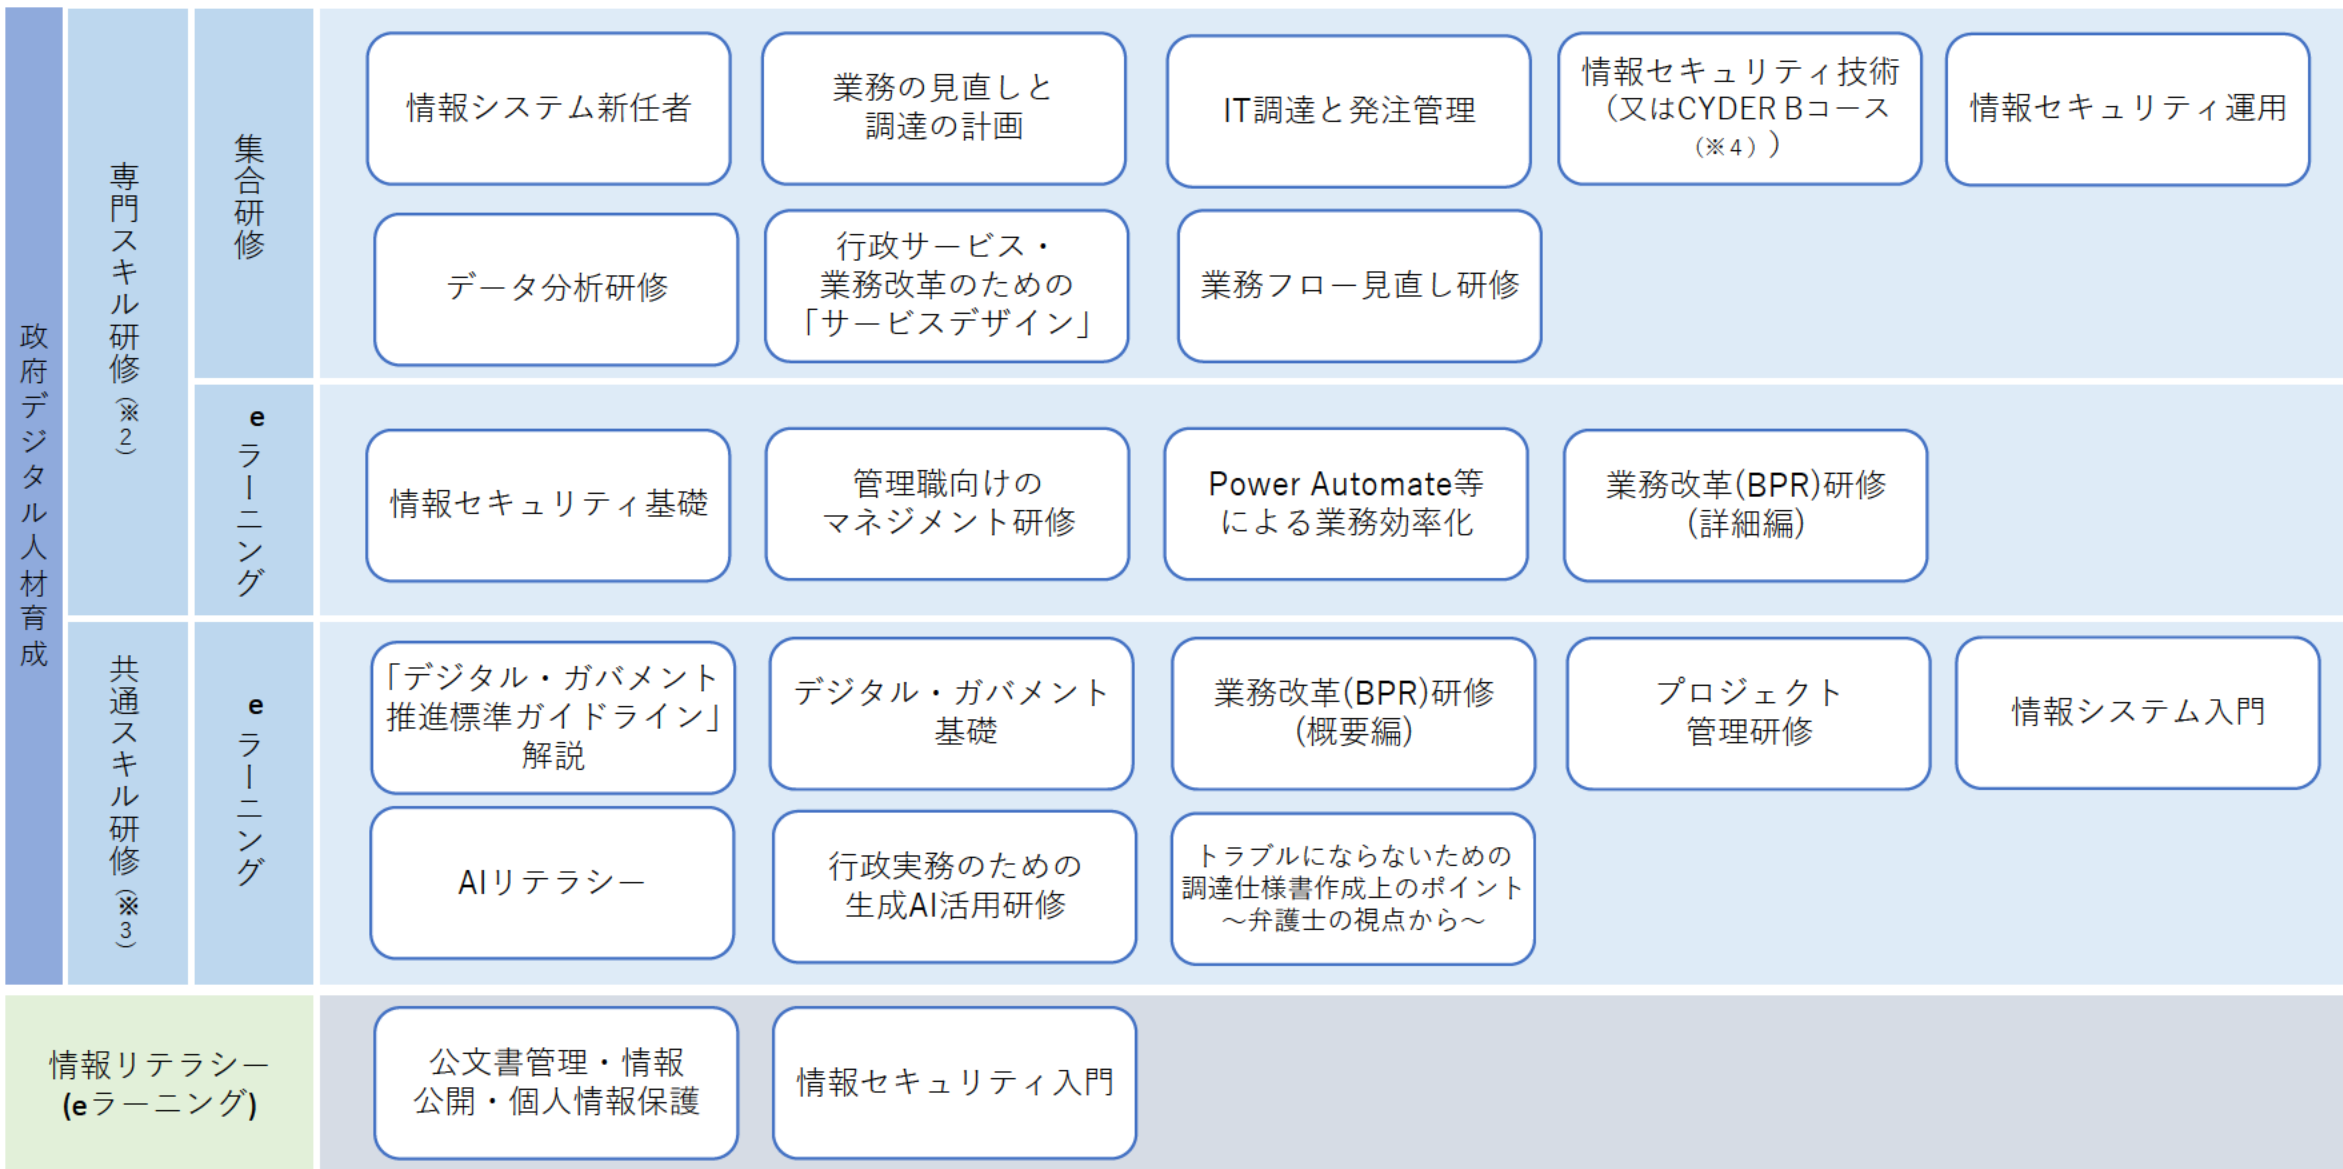 政府デジタル人材育成
専門スキル研修（※2）
集合研修
情報システム新任者
業務の見直しと
調達の計画
IT調達と発注管理
情報セキュリティ技術
（又はCYDER Bコース
（※４））
情報セキュリティ運用
データ分析研修
行政サービス・
業務改革のための
「サービスデザイン」
業務フロー見直し研修
eラーニング
情報セキュリティ基礎
管理職向けの
マネジメント研修
Power Automate等
による業務効率化
業務改革(BPR)研修
(詳細編)
共通スキル研修（※3）
eラーニング
「デジタル・ガバメント
推進標準ガイドライン」
解説
デジタル・ガバメント
基礎
業務改革(BPR)研修
(概要編)
プロジェクト
管理研修
情報システム入門
AIリテラシー
行政実務のための
生成AI活用研修
トラブルにならないための
調達仕様書作成上のポイント
～弁護士の視点から～
情報リテラシー
(eラーニング)
公文書管理・情報
公開・個人情報保護
情報セキュリティ入門